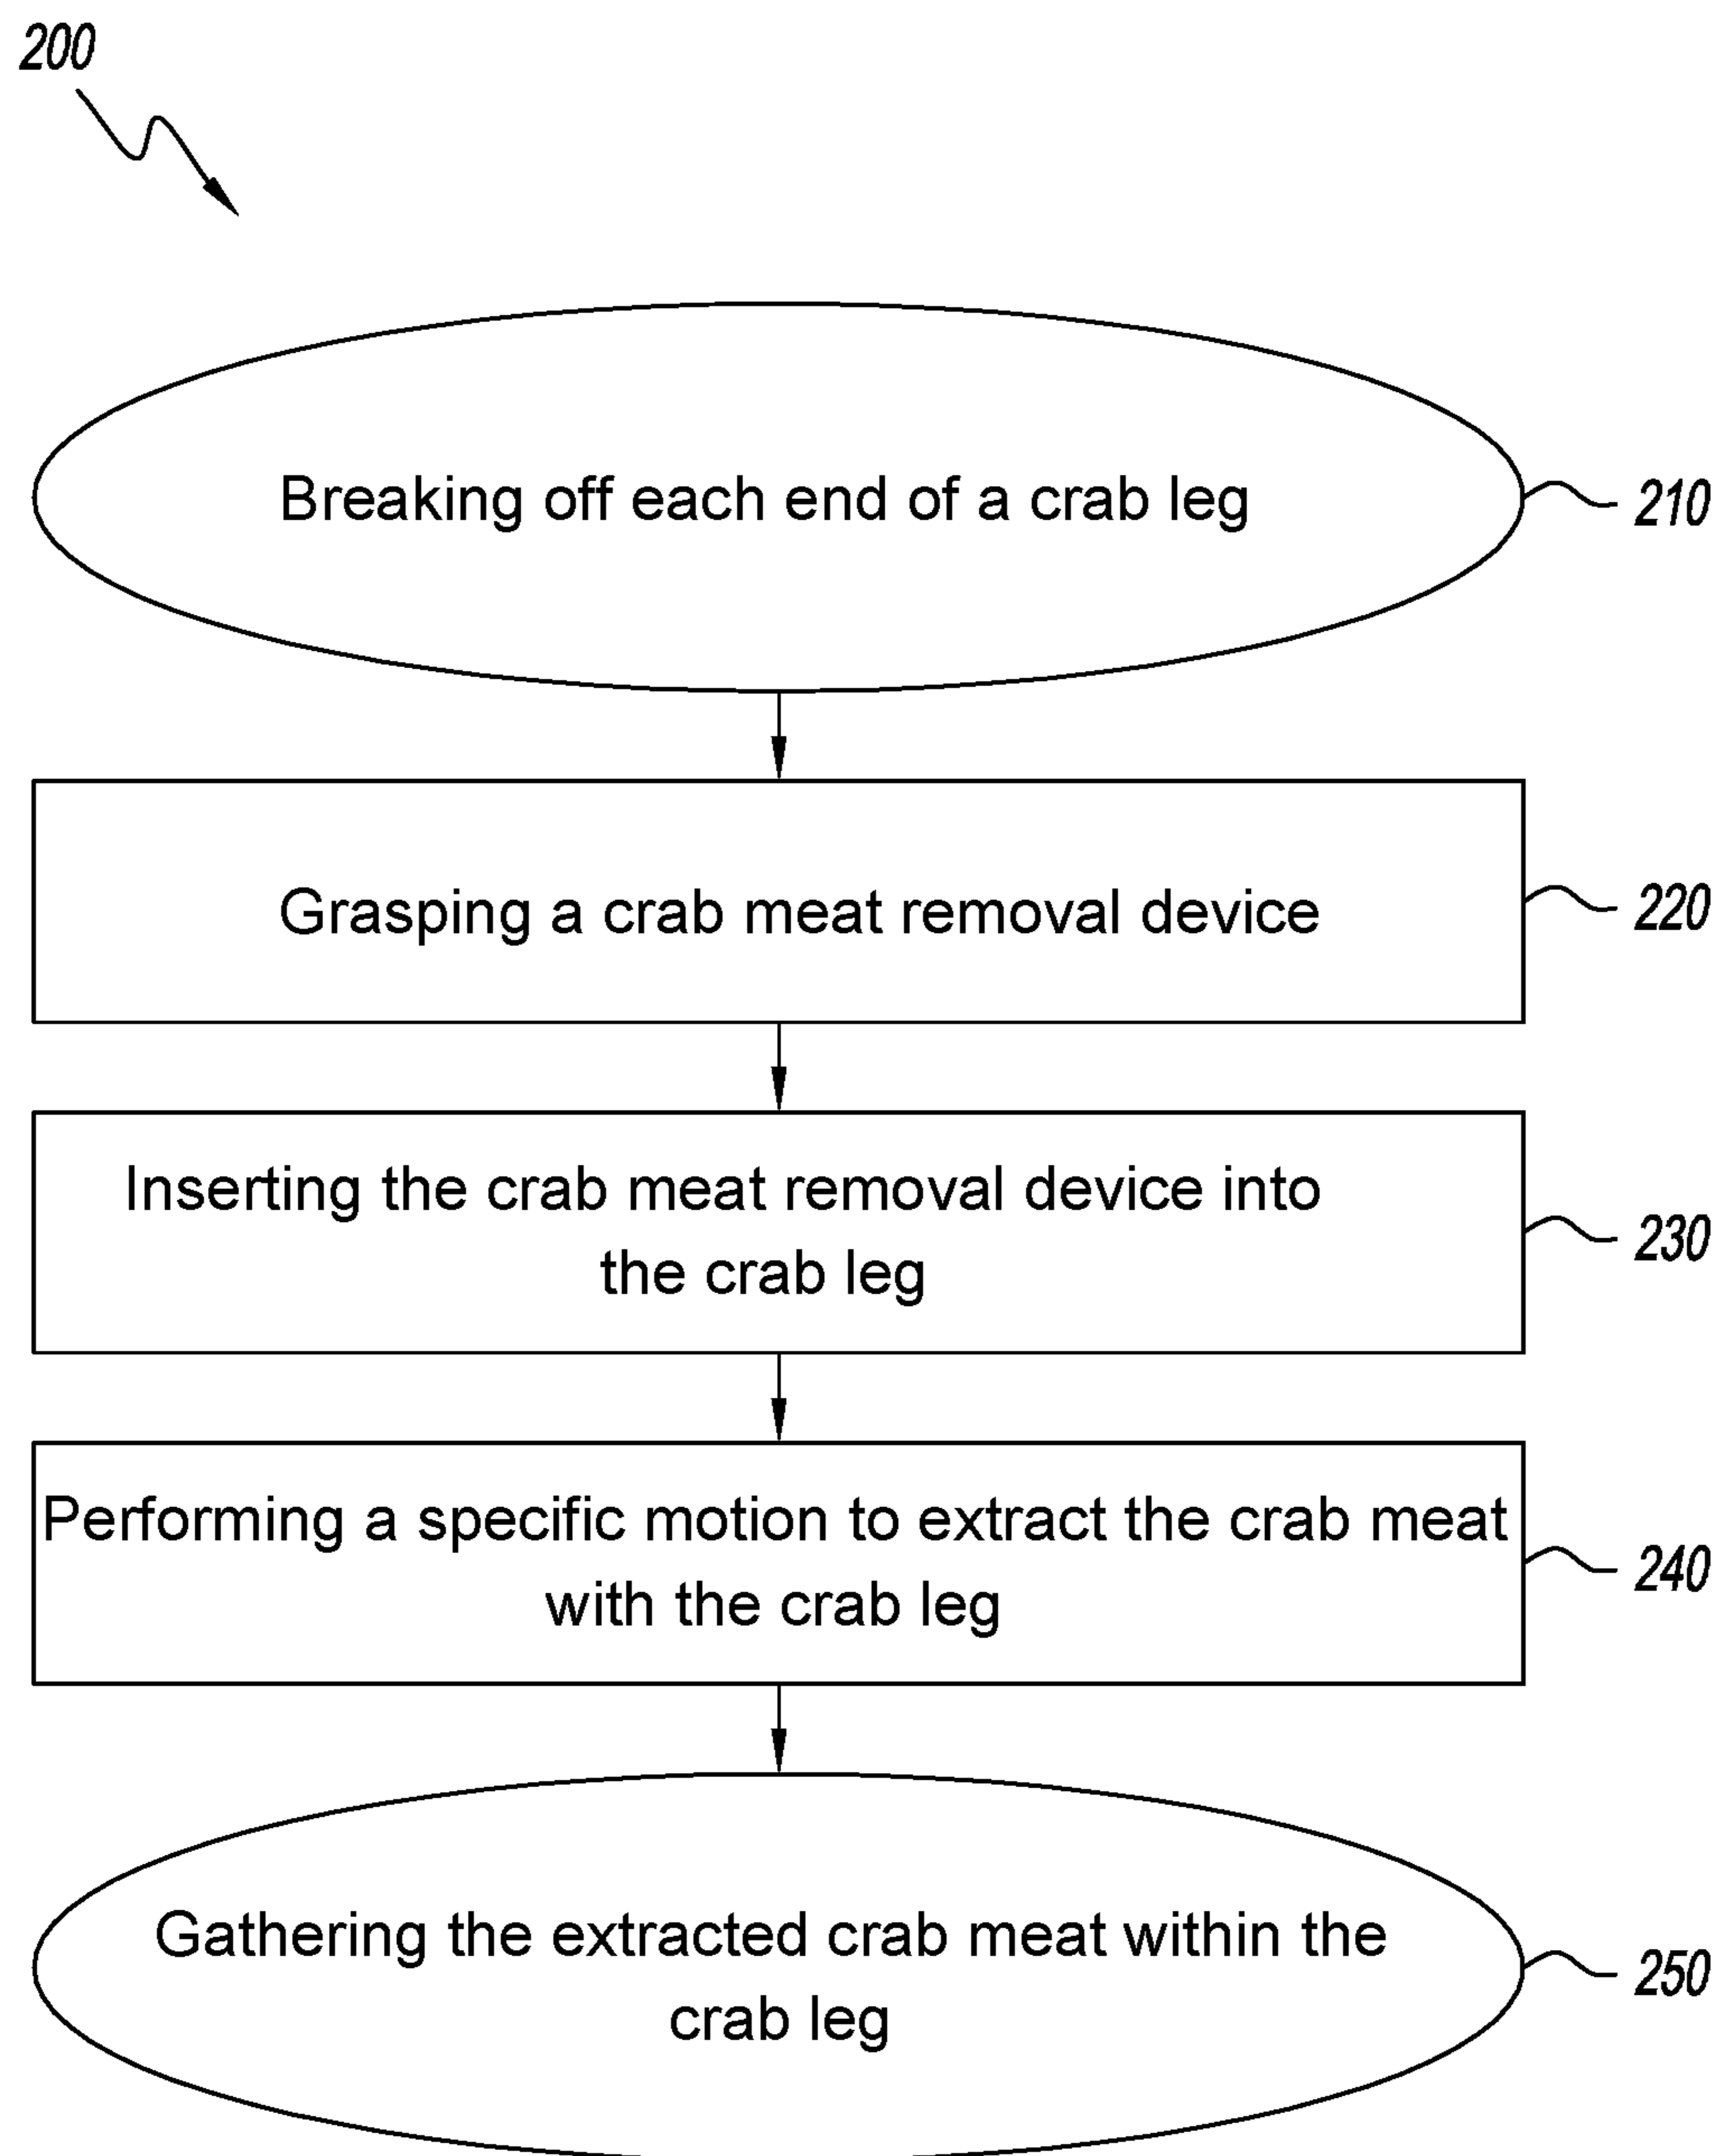 200
Breaking off each end of a crab leg
210
Grasping a crab meat removal device
220
Inserting the crab meat removal device into
the crab leg
230
Performing a specific motion to extract the crab meat
with the crab leg
240
Gathering the extracted crab meat within the
crab leg
250